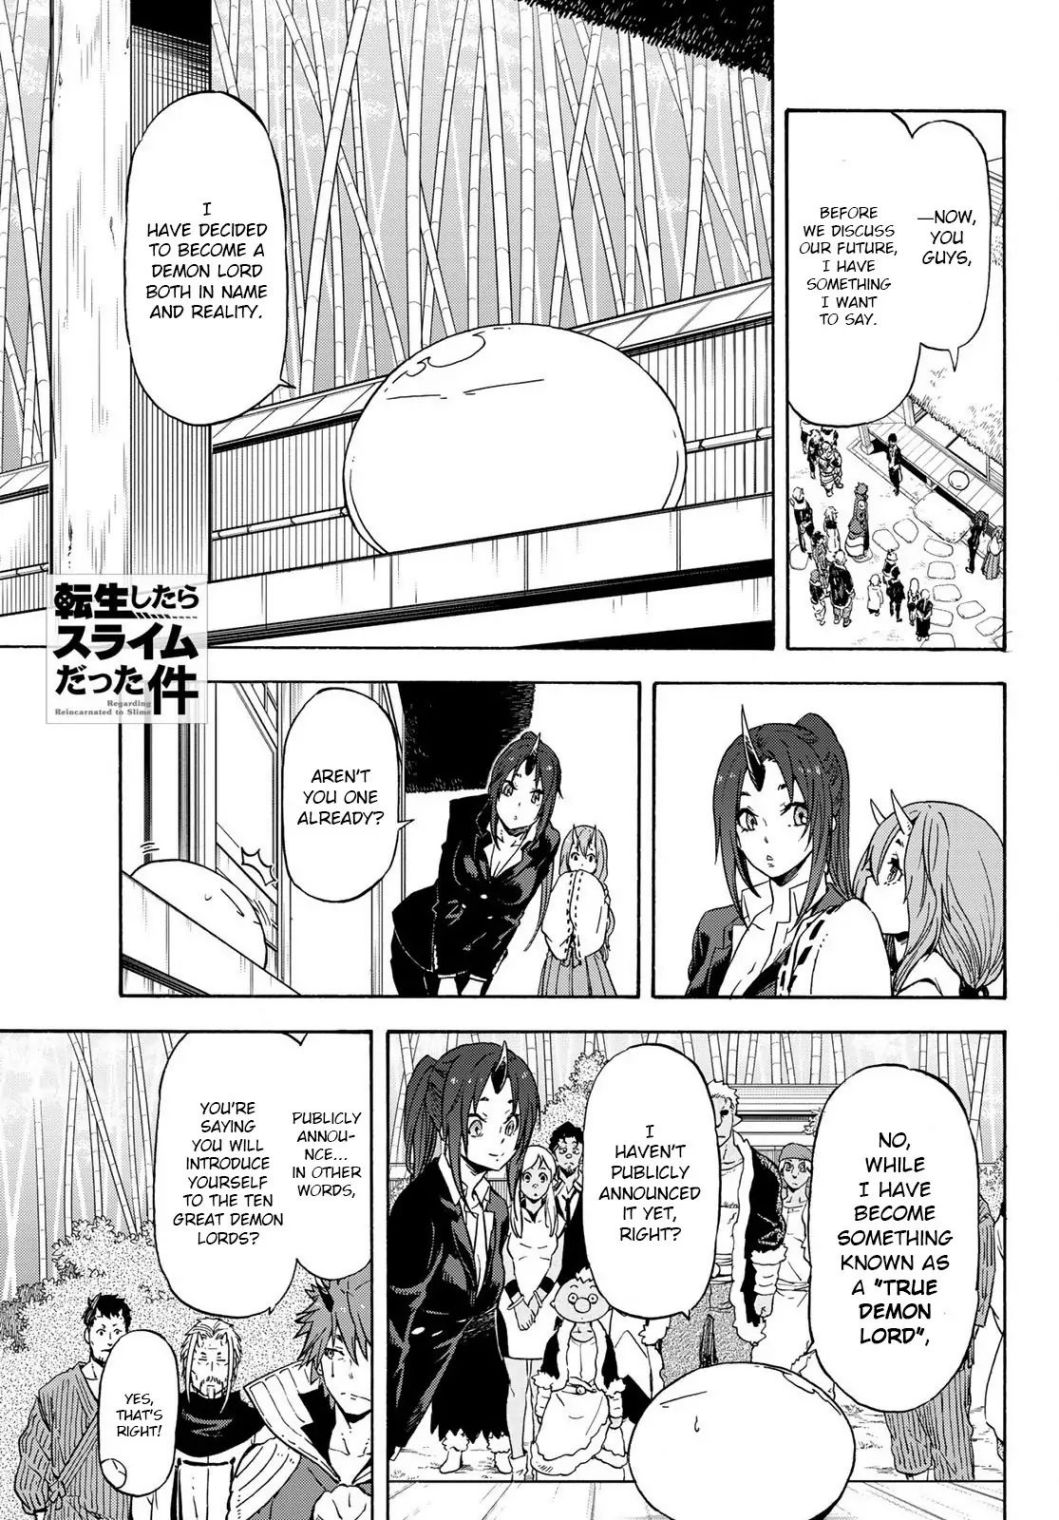 —NOW,
YOU
GUYS,
BEFORE
WE DISCUSS
OUR FUTURE,
I HAVE
SOMETHING
I WANT
TO SAY.
I
HAVE DECIDED
TO BECOME A
DEMON LORD
BOTH IN NAME
AND REALITY.
転生したら
スライム
だった件
Regarding
Reincarnated to Slime
AREN'T
YOU ONE
ALREADY?
NO,
WHILE
I HAVE
BECOME
SOMETHING
KNOWN AS
A "TRUE
DEMON
LORD",
I
HAVEN'T
PUBLICLY
ANNOUNCED
IT YET,
RIGHT?
PUBLICLY
ANNOU-
NCE...
IN OTHER
WORDS,
YOU'RE
SAYING
YOU WILL
INTRODUCE
YOURSELF
TO THE TEN
GREAT DEMON
LORDS?
YES,
THAT'S
RIGHT!